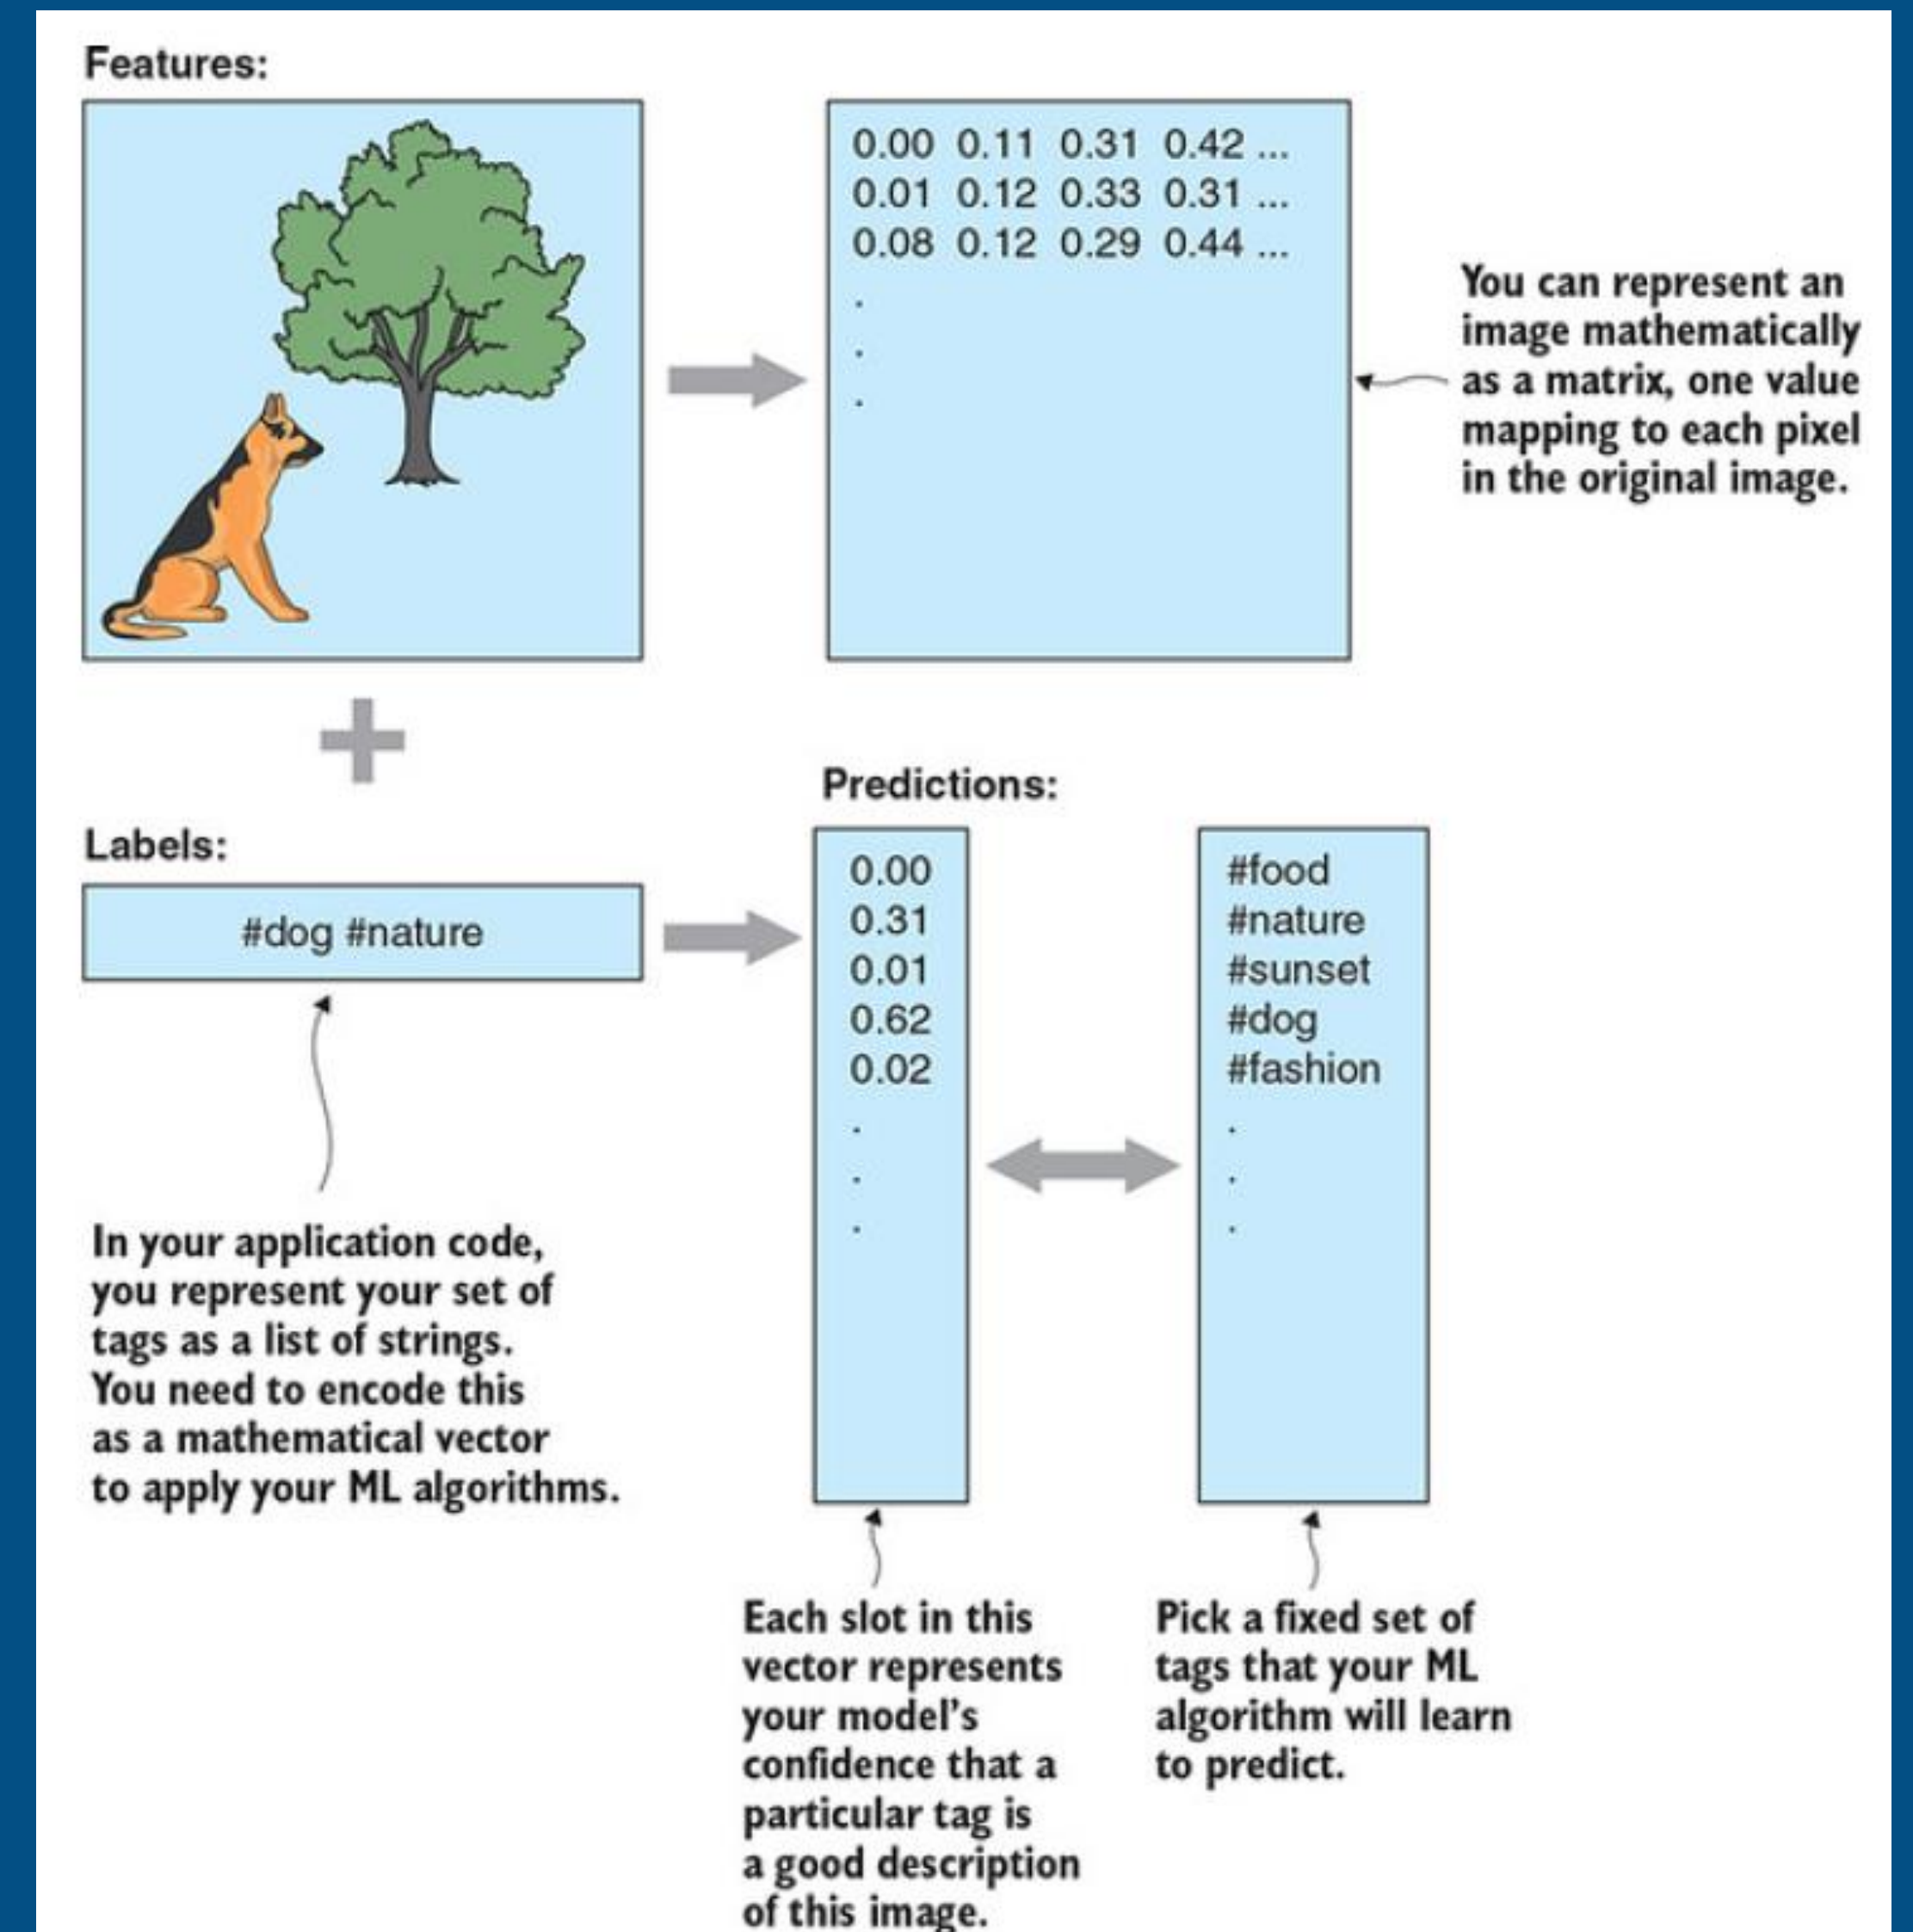 Features:
0.00 0.11 0.31 0.42 ...
0.01 0.12 0.33 0.31 ...
0.08 0.12 0.29 0.44 ...
.
.
.
You can represent an
image mathematically
as a matrix, one value
mapping to each pixel
in the original image.
Labels:
#dog #nature
In your application code,
you represent your set of
tags as a list of strings.
You need to encode this
as a mathematical vector
to apply your ML algorithms.
Predictions:
0.00
0.31
0.01
0.62
0.02
.
.
.
#food
#nature
#sunset
#dog
#fashion
.
.
.
Each slot in this
vector represents
your model's
confidence that a
particular tag is
a good description
of this image.
Pick a fixed set of
tags that your ML
algorithm will learn
to predict.